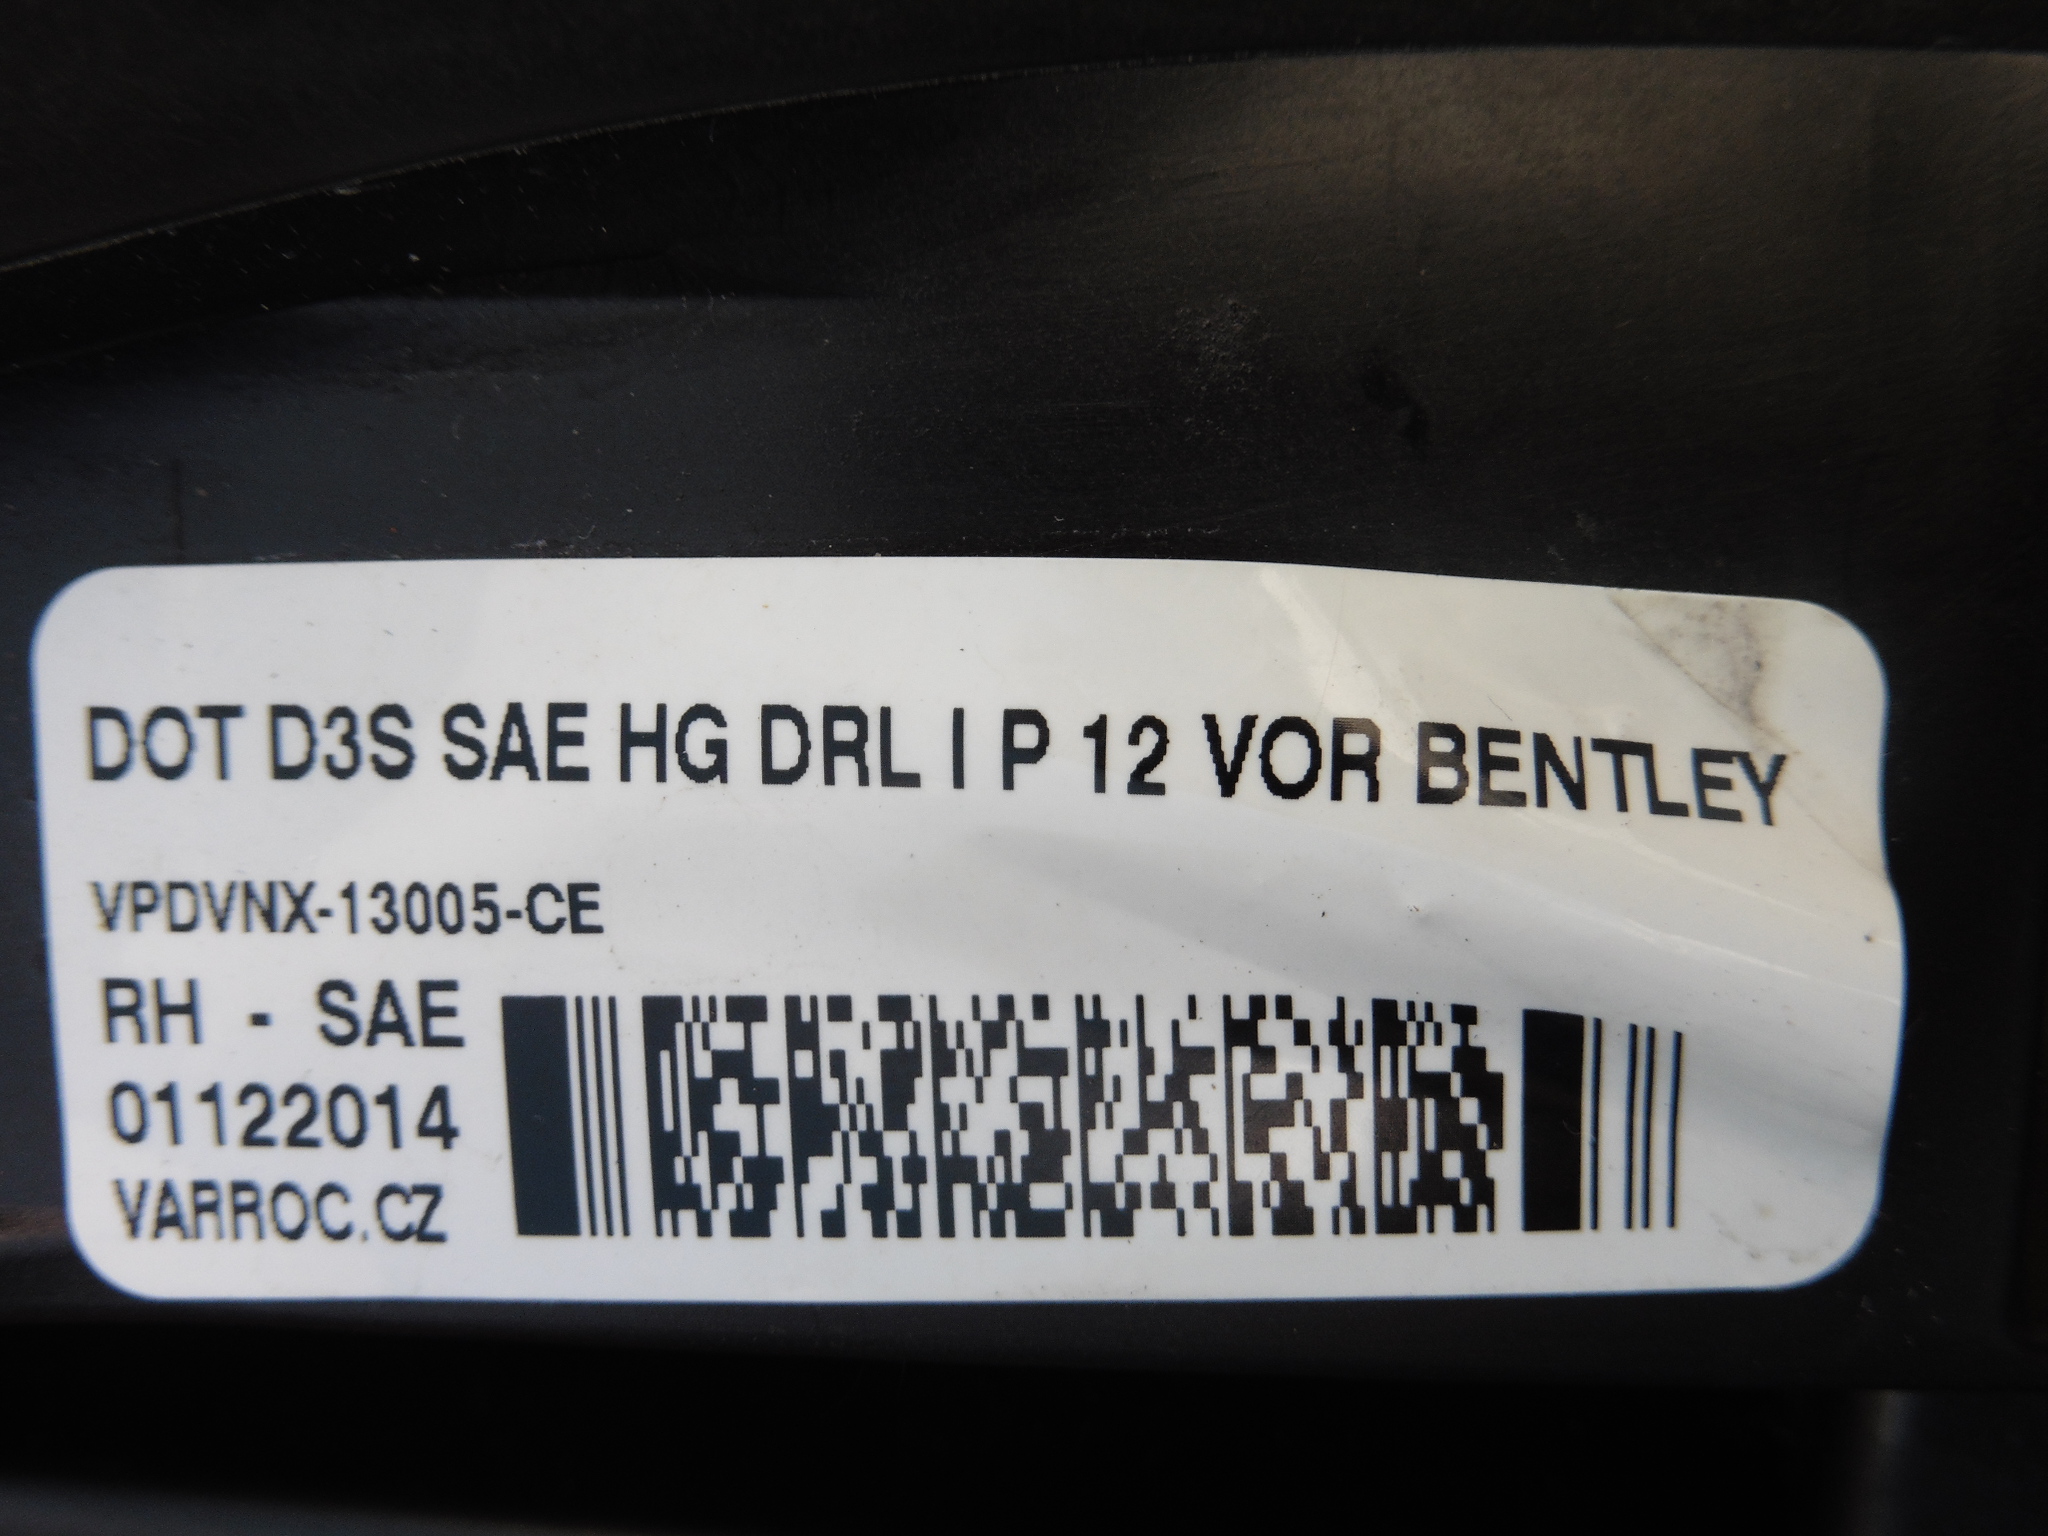 DOT D3S SAE HG DRL I P 12 VOR BENTLEY
VPDVNX-13005-CE
RH - SAE
01122014
VARROC.CZ